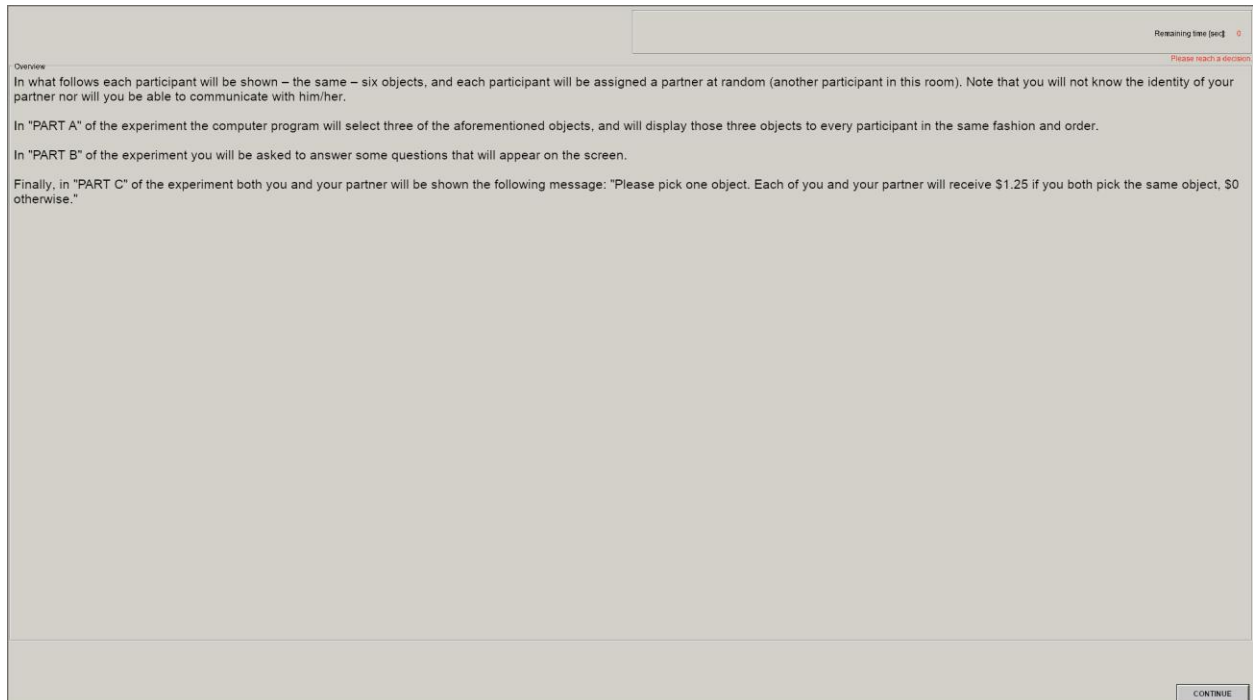 Remaining time [sec]: 0
Please reach a decision.
Overview
In what follows each participant will be shown – the same – six objects, and each participant will be assigned a partner at random (another participant in this room). Note that you will not know the identity of your
partner nor will you be able to communicate with him/her.
In "PART A" of the experiment the computer program will select three of the aforementioned objects, and will display those three objects to every participant in the same fashion and order.
In "PART B" of the experiment you will be asked to answer some questions that will appear on the screen.
Finally, in "PART C" of the experiment both you and your partner will be shown the following message: "Please pick one object. Each of you and your partner will receive $1.25 if you both pick the same object, $0
otherwise."
CONTINUE